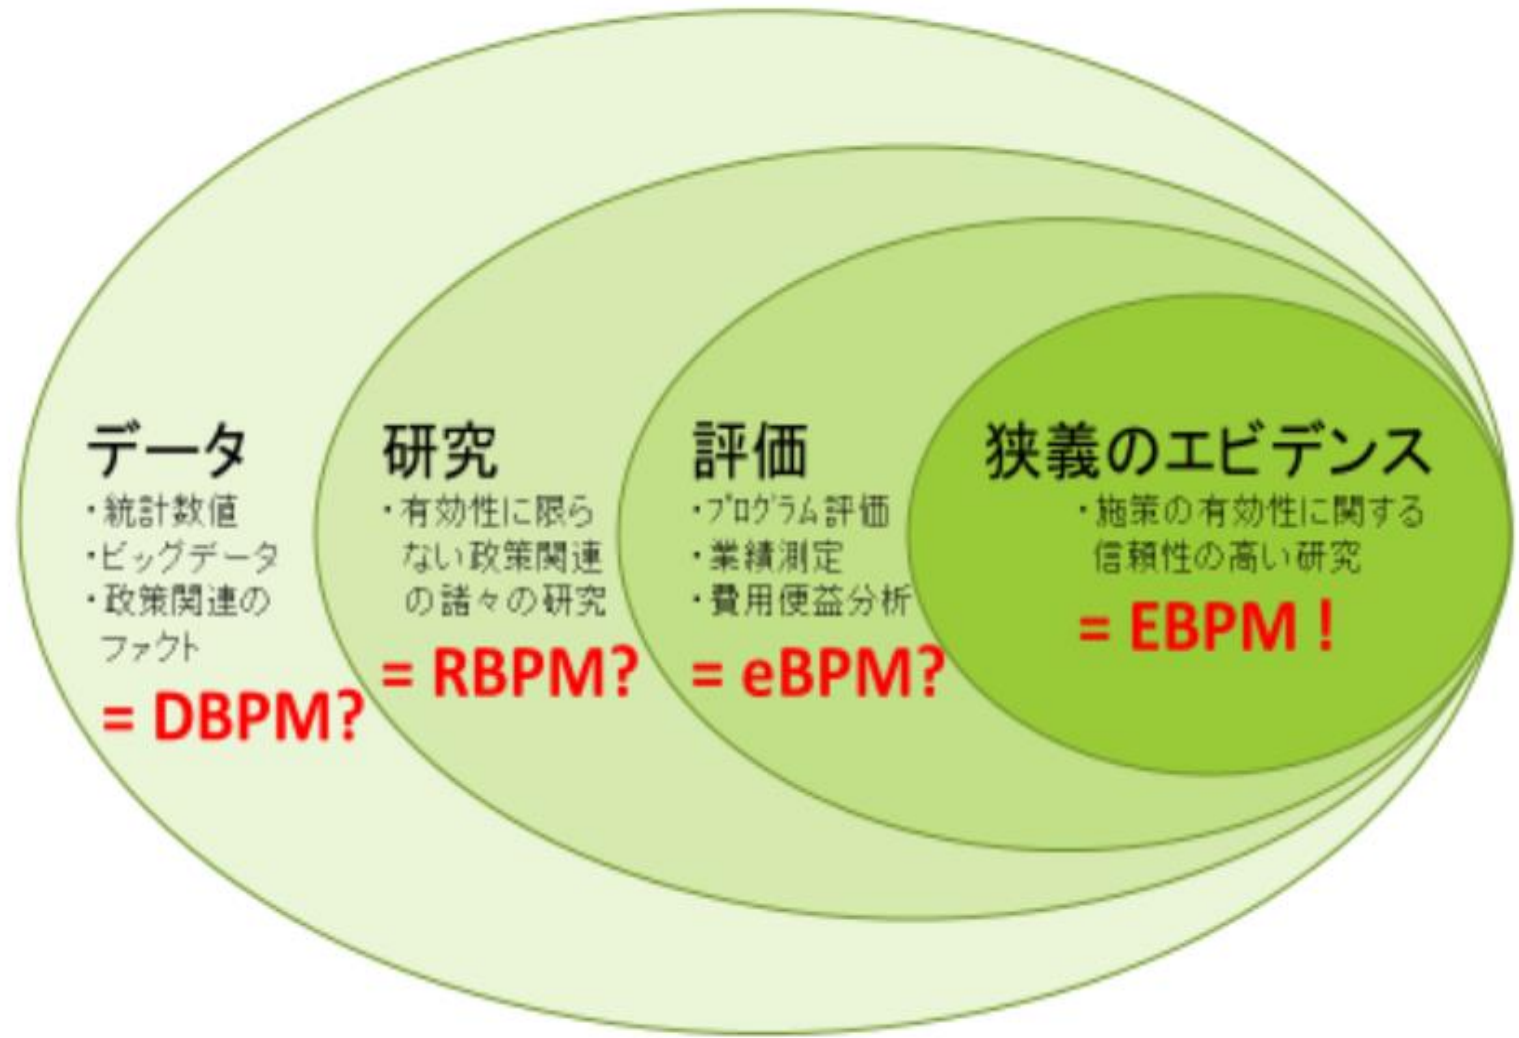 データ
・統計数値
・ビッグデータ
・政策関連の
ファクト
= DBPM?
研究
・有効性に限ら
ない政策関連
の諸々の研究
= RBPM?
評価
・プログラム評価
・業績測定
・費用便益分析
= eBPM?
狭義のエビデンス
・施策の有効性に関する
信頼性の高い研究
= EBPM !